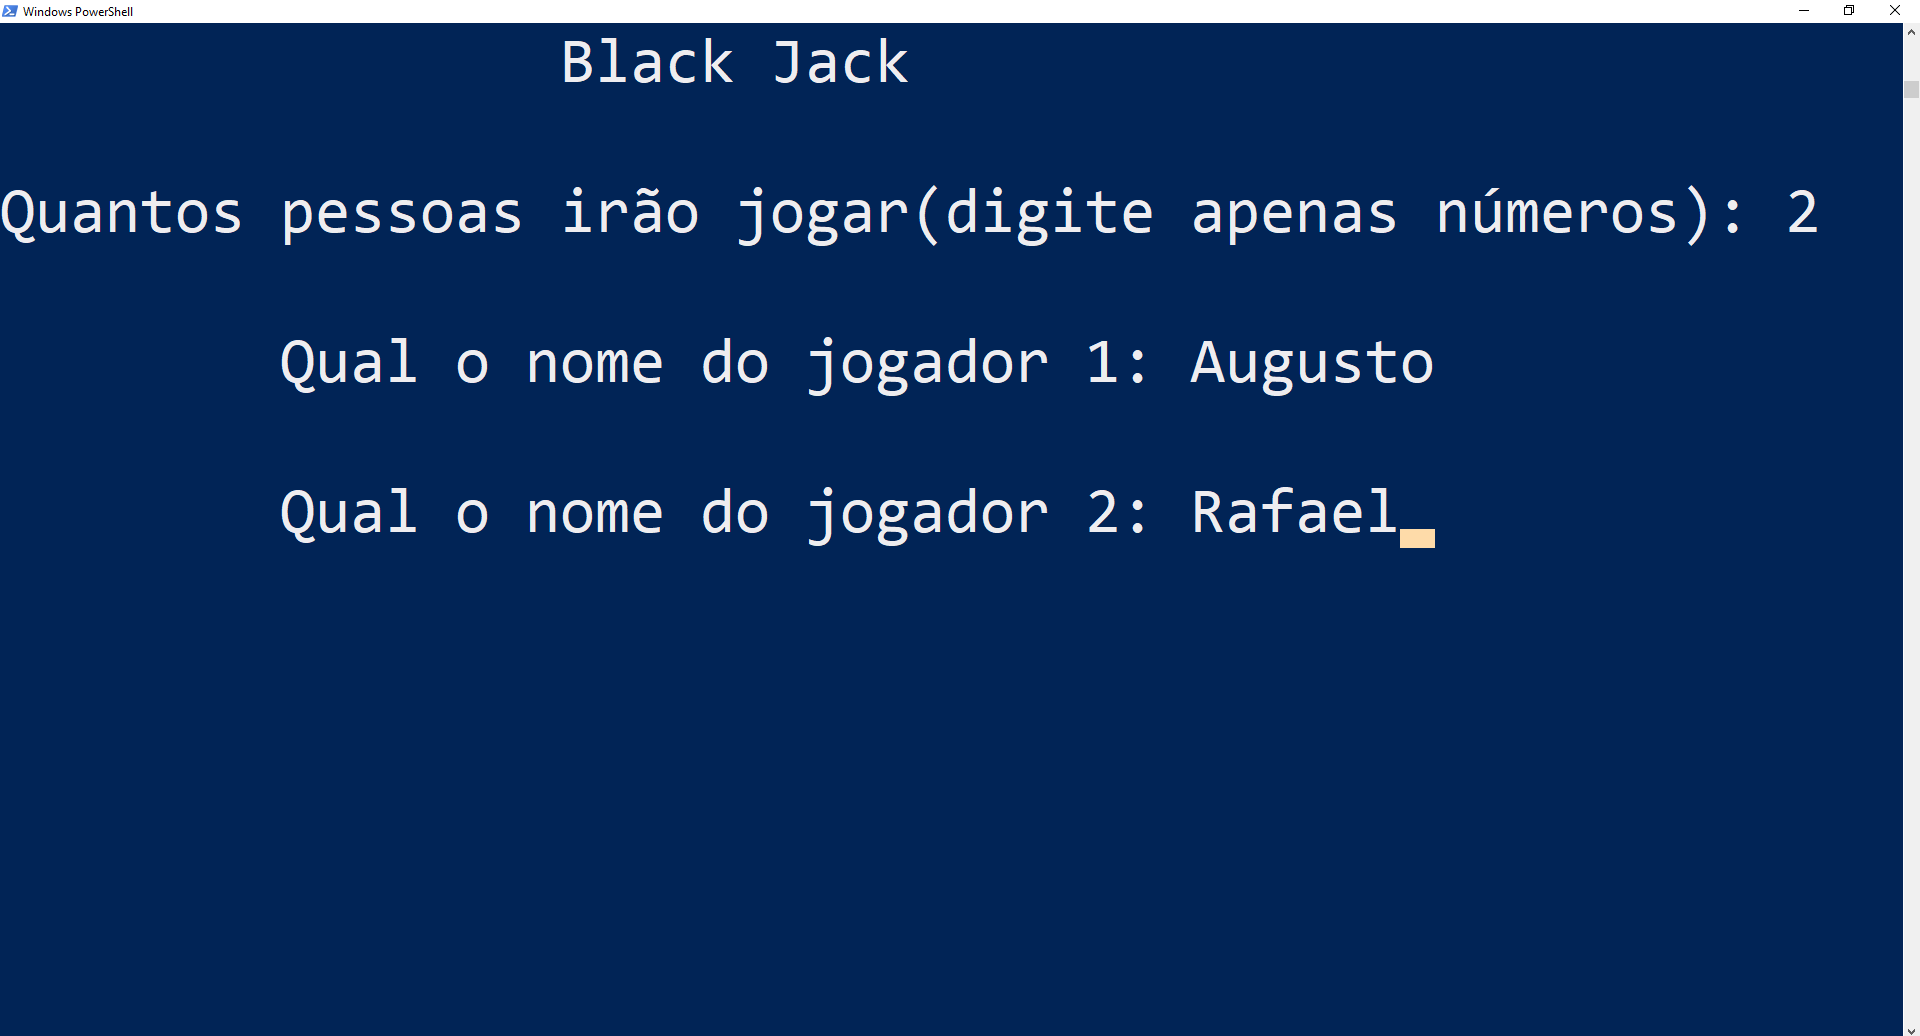 Windows PowerShell
Black Jack
Quantos pessoas irão jogar(digite apenas números): 2
Qual o nome do jogador 1: Augusto
Qual o nome do jogador 2: Rafael